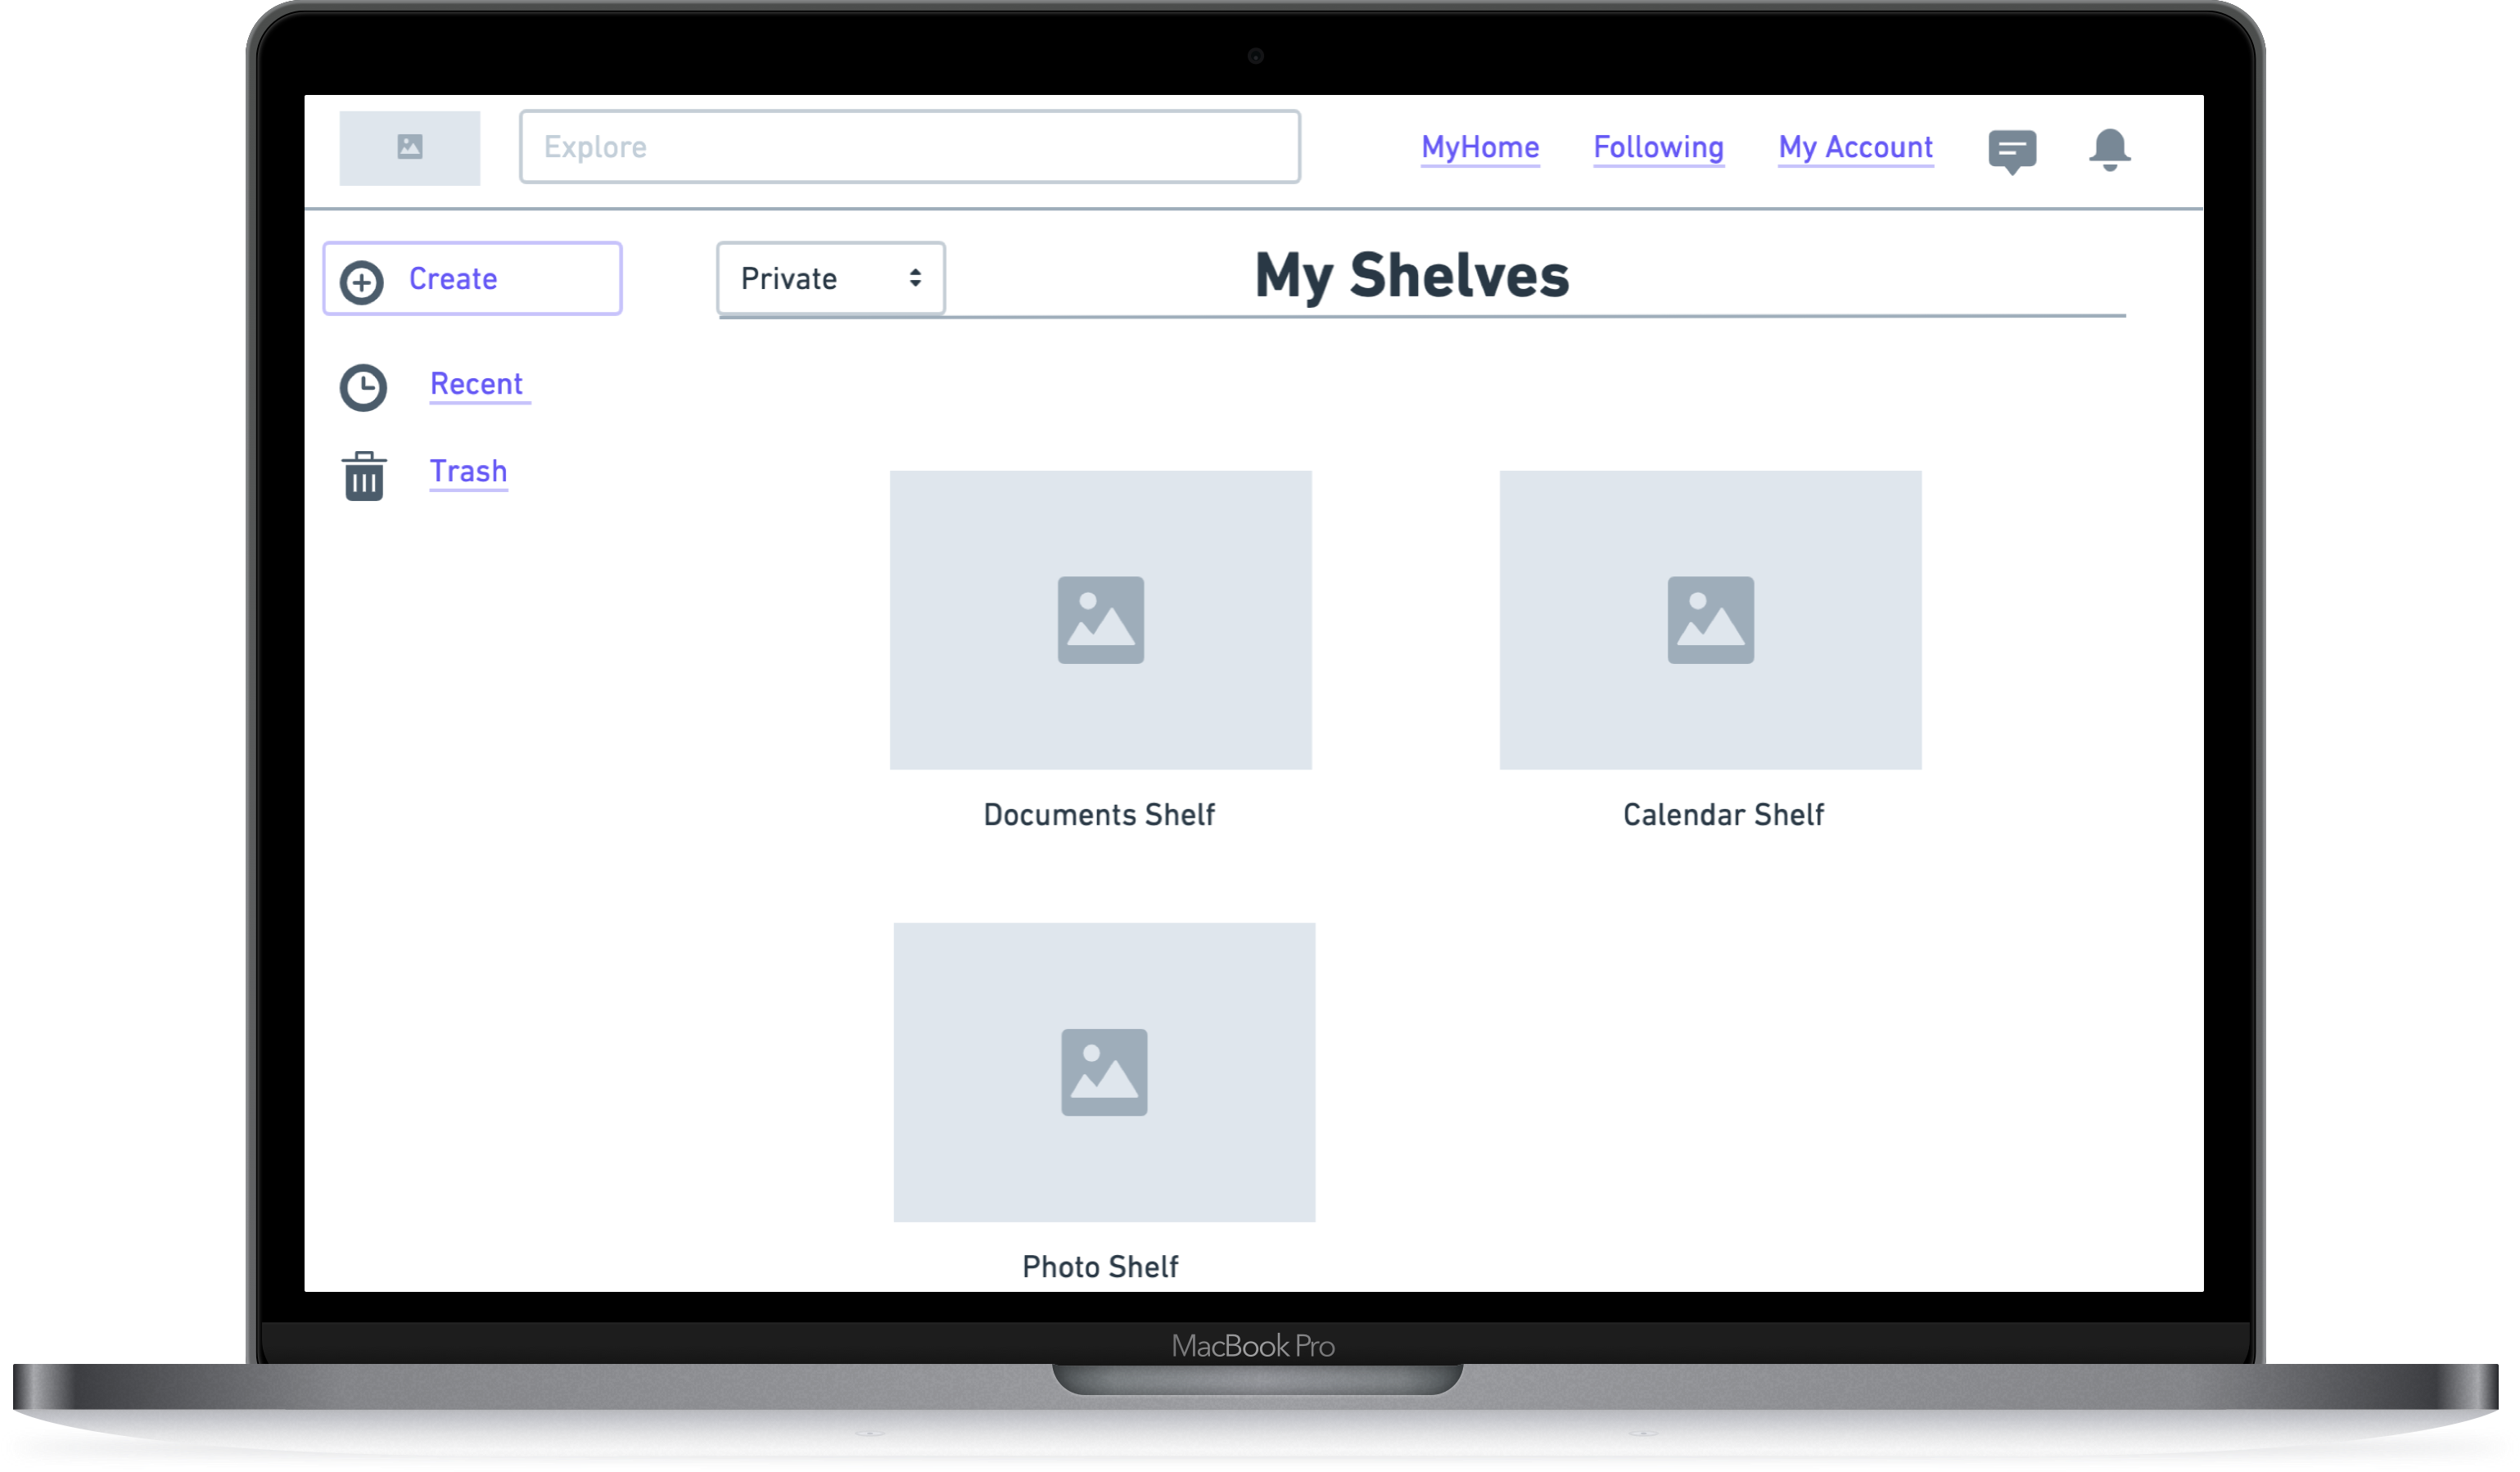 Explore
MyHome Following My Account
Create
Private
My Shelves
Recent
Trash
Documents Shelf
Calendar Shelf
Photo Shelf
MacBook Pro